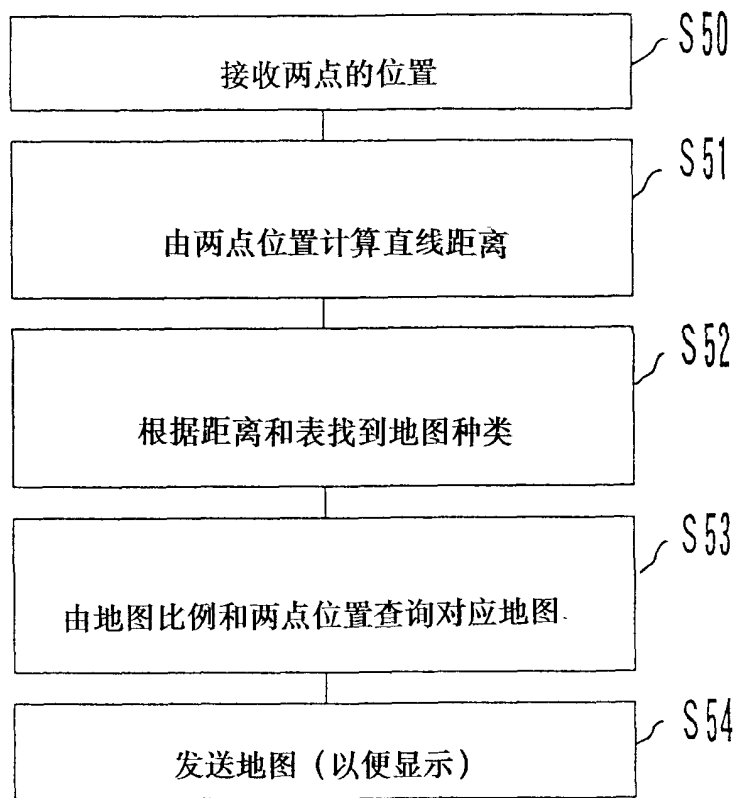 S50
接收两点的位置
S51
由两点位置计算直线距离
S52
根据距离和表找到地图种类
S53
由地图比例和两点位置查询对应地图
S54
发送地图（以便显示）